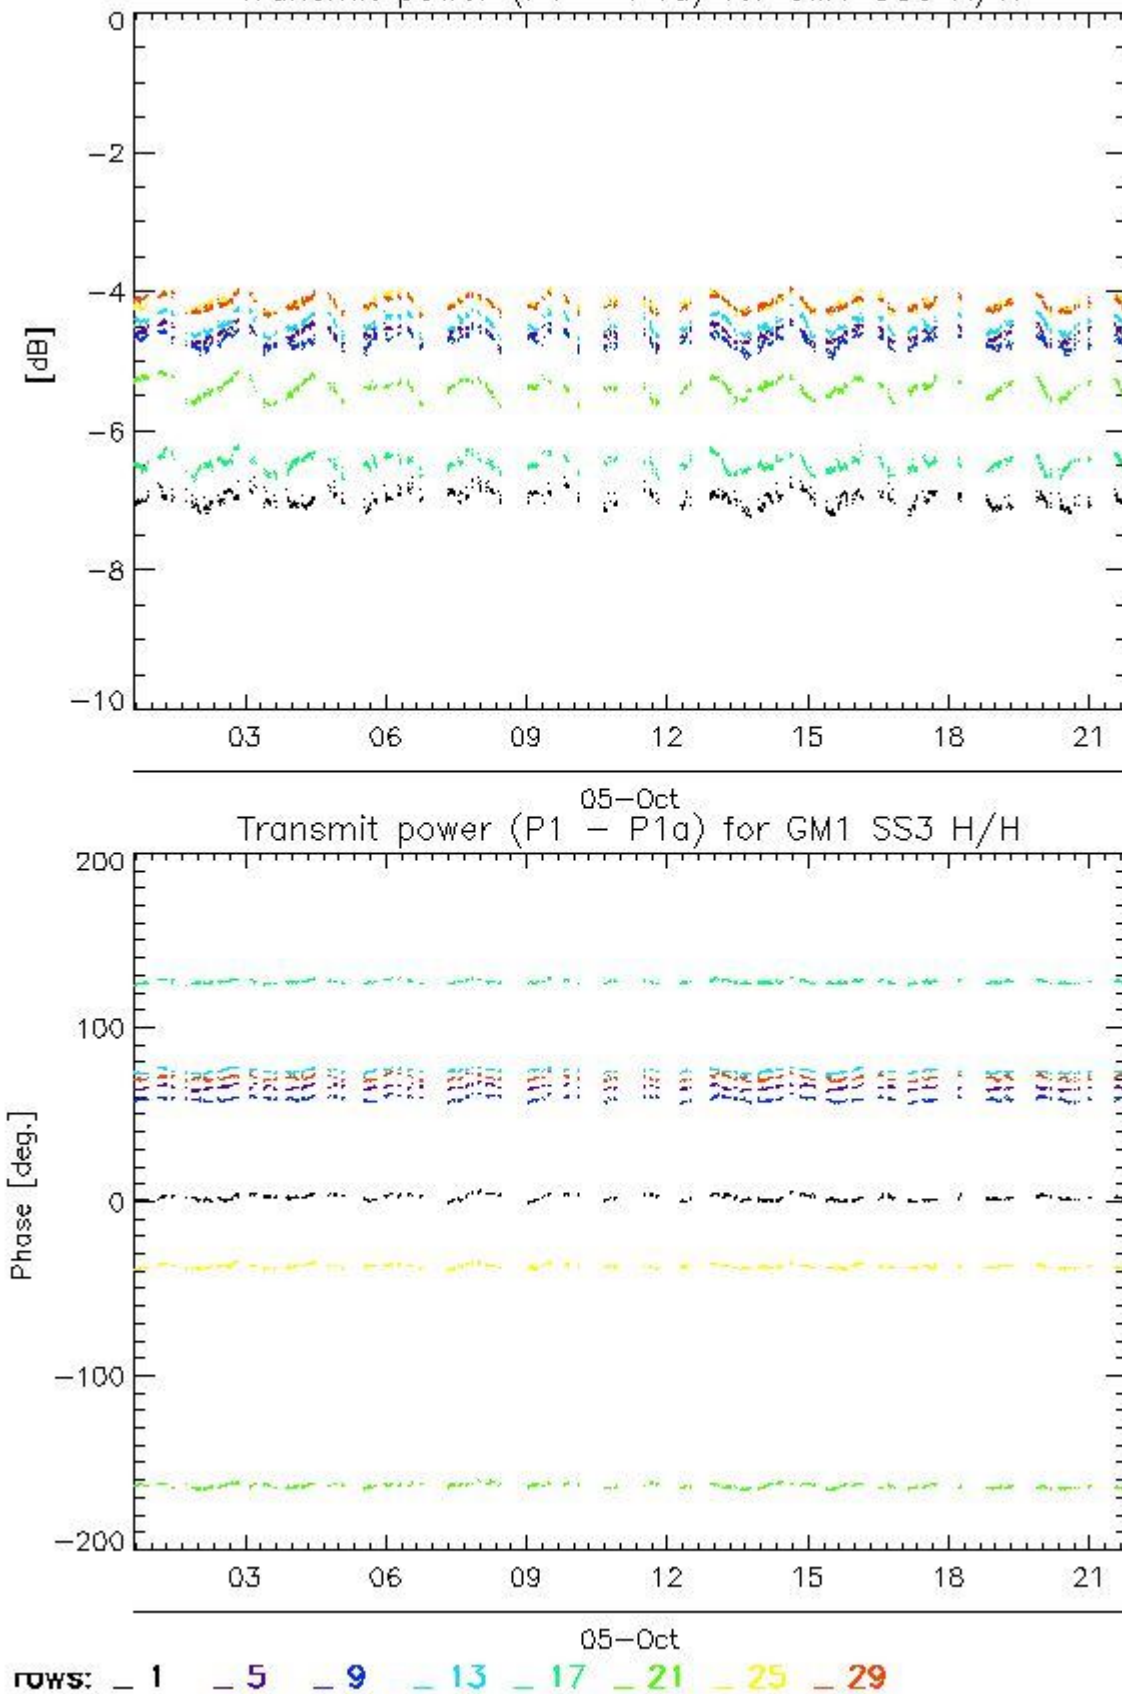 0
−2
−4
[dB]
−6
−8
−10
03 06 09 12 15 18 21
05−Oct
Transmit power (P1 − P1a) for GM1 SS3 H/H
200
100
Phase [deg.]
0
−100
−200
03 06 09 12 15 18 21
05−Oct
rows: _ 1 _ 5 _ 9 _ 13 _ 17 _ 21 _ 25 _ 29